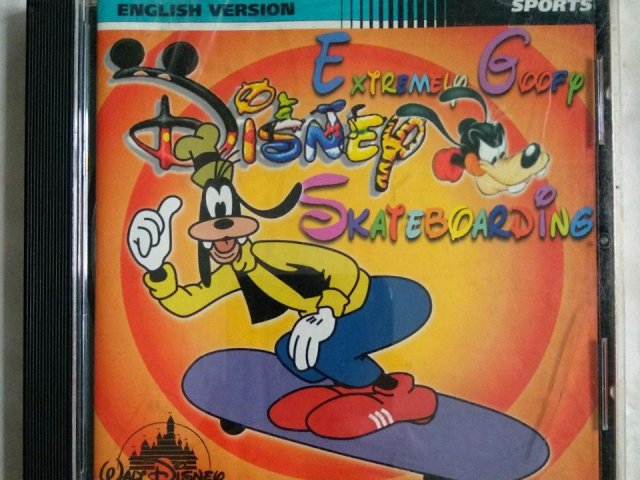 ENGLISH VERSION
SPORTS
EXTREMELY GOOFY
DISNEY
SKATEBOARDING
WALT DISNEY